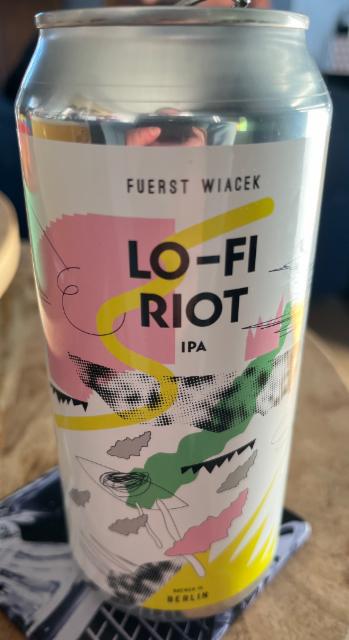 FUERST WIACEK
LO-FI
RIOT
IPA
BREWED IN
BERLIN